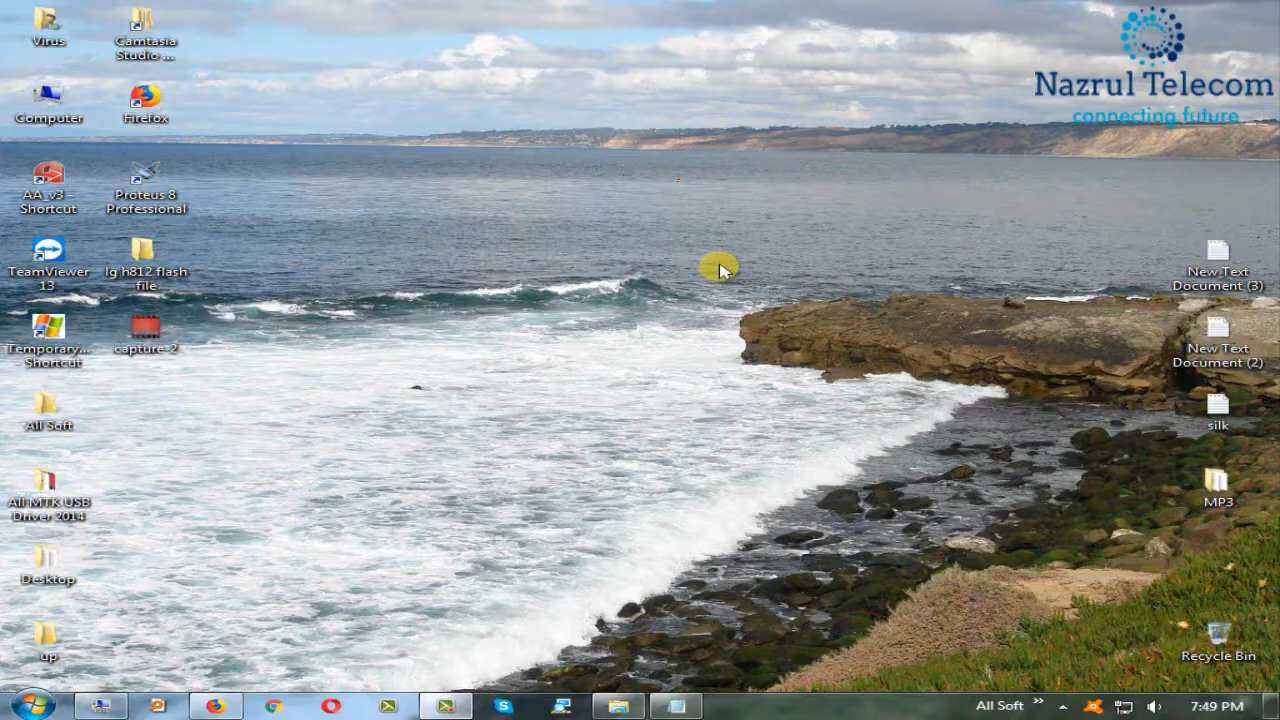 Nazrul Telecom
connecting future
Virus
Camtasia
Studio ...
Computer
Firefox
AA_v3 -
Shortcut
Proteus 8
Professional
TeamViewer
13
lg h812 flash
file
Temporary...
Shortcut
capture-2
All Soft
All MTK USB
Driver 2014
Desktop
up
New Text
Document (3)
New Text
Document (2)
silk
MP3
Recycle Bin
All Soft
7:49 PM